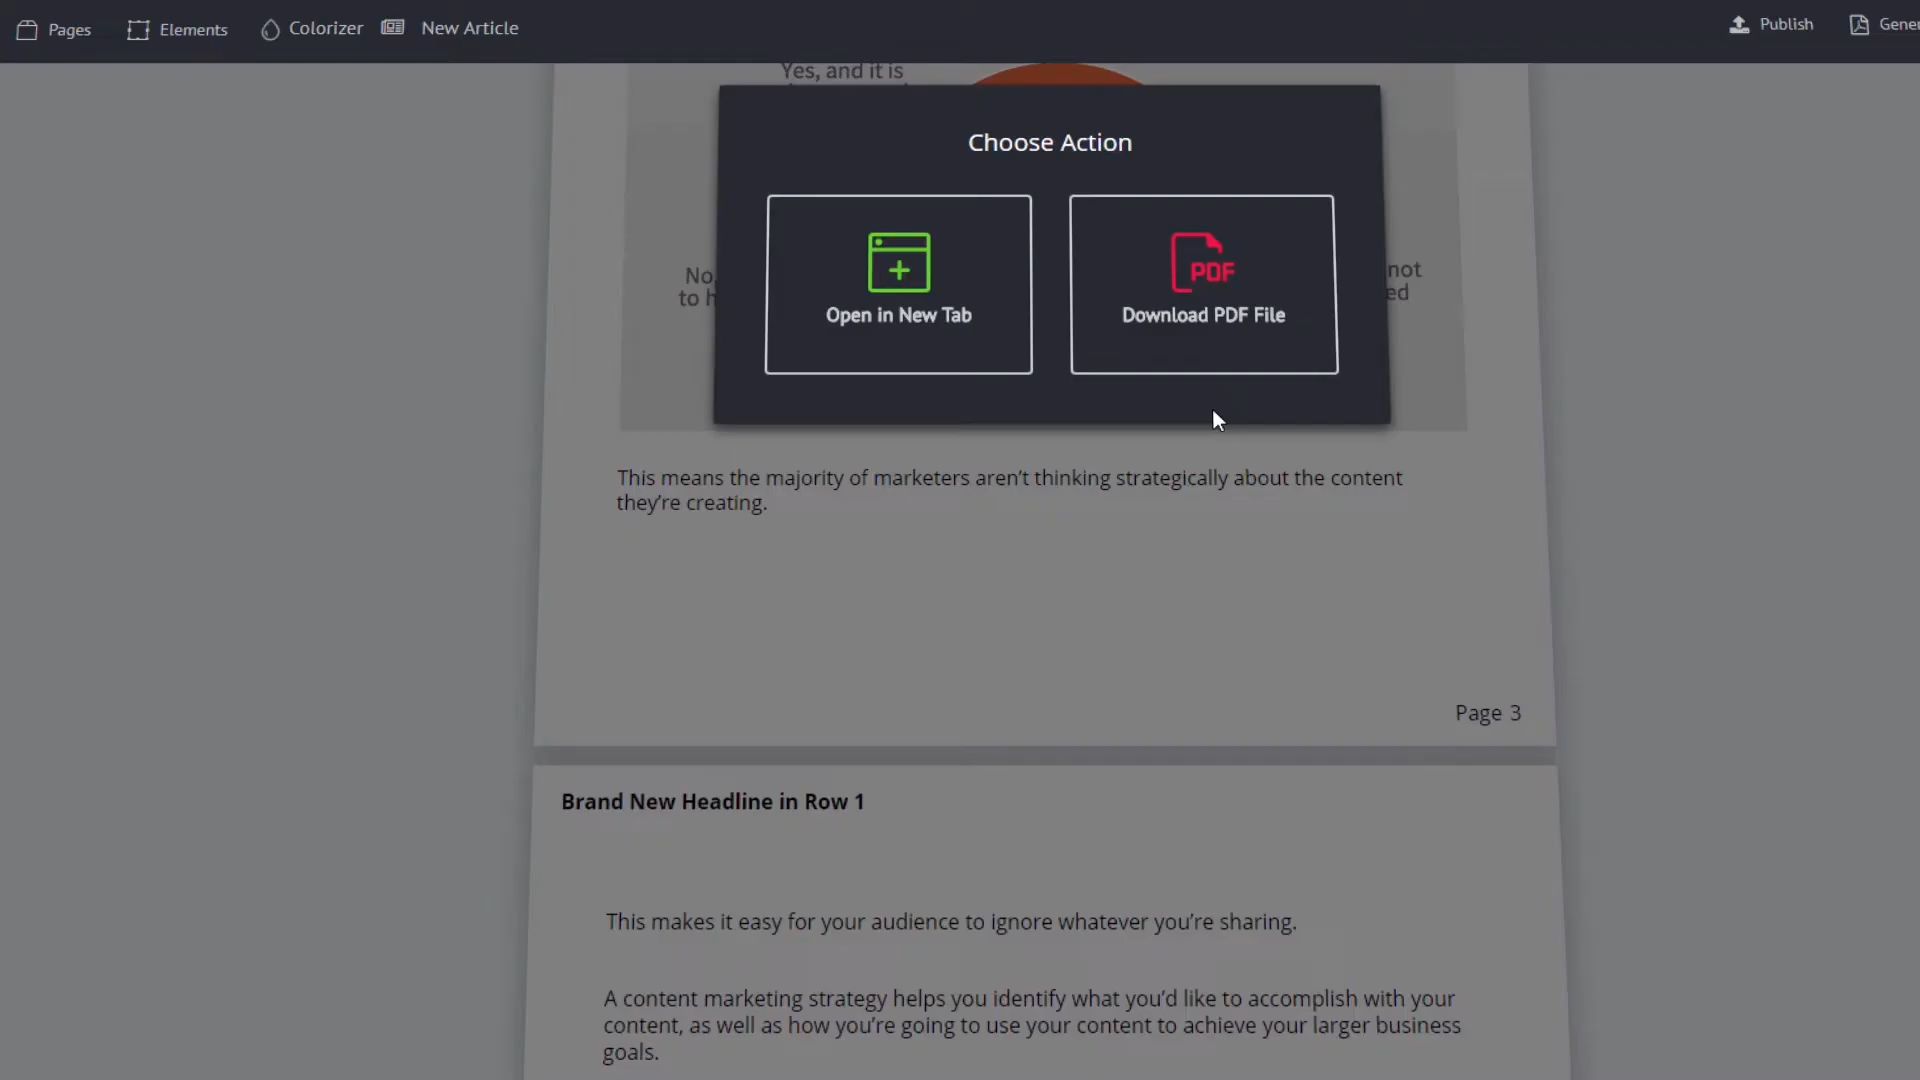 Pages Elements Colorizer New Article Publish
Yes, and it is
Choose Action
No,
to
not
Open in New Tab Download PDF File
This means the majority of marketers aren't thinking strategically about the content
they're creating.
Page 3
Brand New Headline in Row 1
This makes it easy for your audience to ignore whatever you're sharing.
A content marketing strategy helps you identify what you'd like to accomplish with your
content, as well as how you're going to use your content to achieve your larger business
goals.